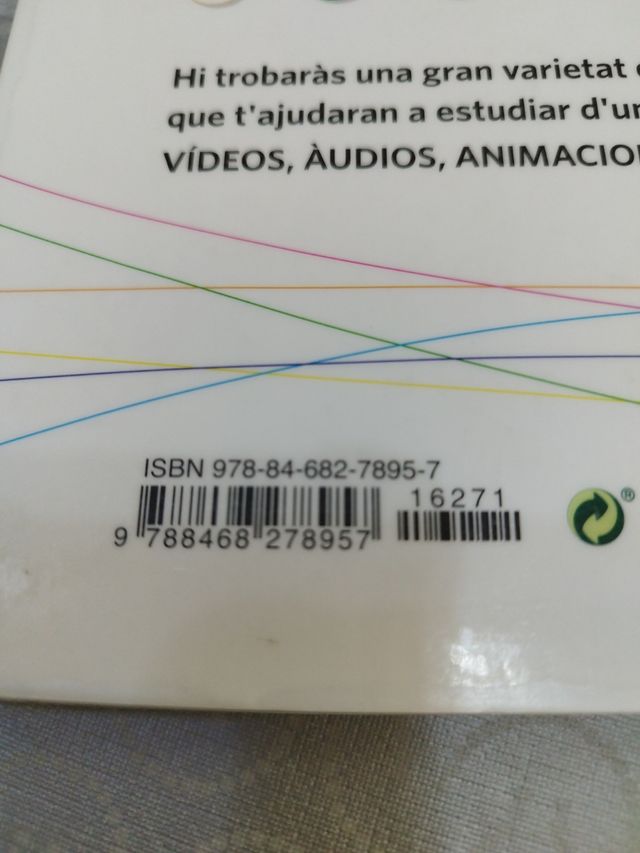 Hi trobaràs una gran varietat
que t'ajudaran a estudiar d'un
VÍDEOS, ÀUDIOS,
ISBN 978-84-682-7895-7
16271
9 788468 278957
®